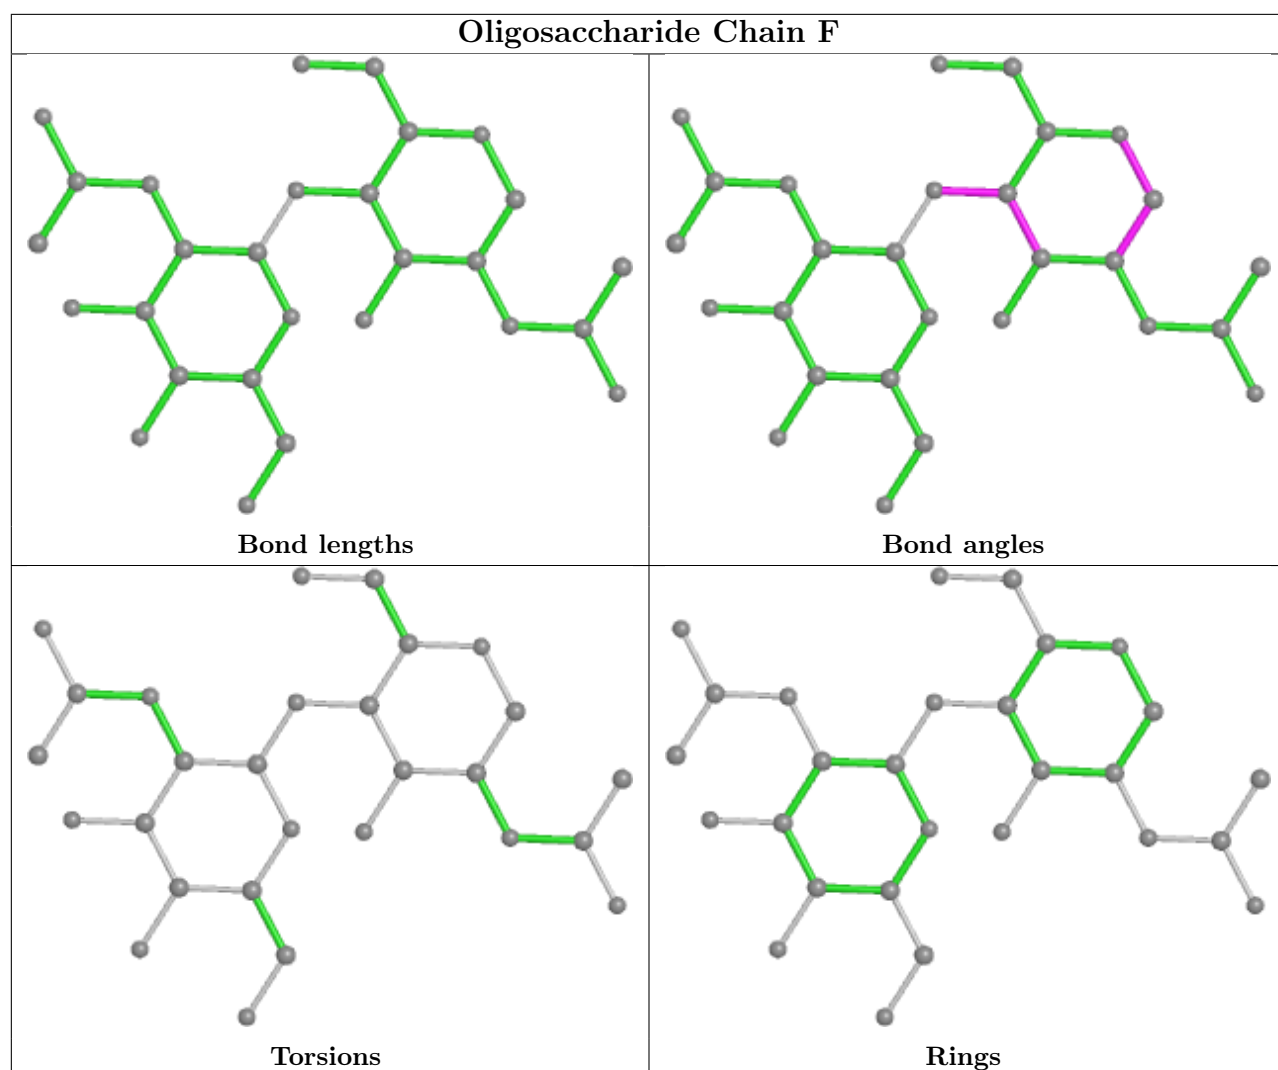 Oligosaccharide Chain F
Bond lengths
Bond angles
Torsions
Rings